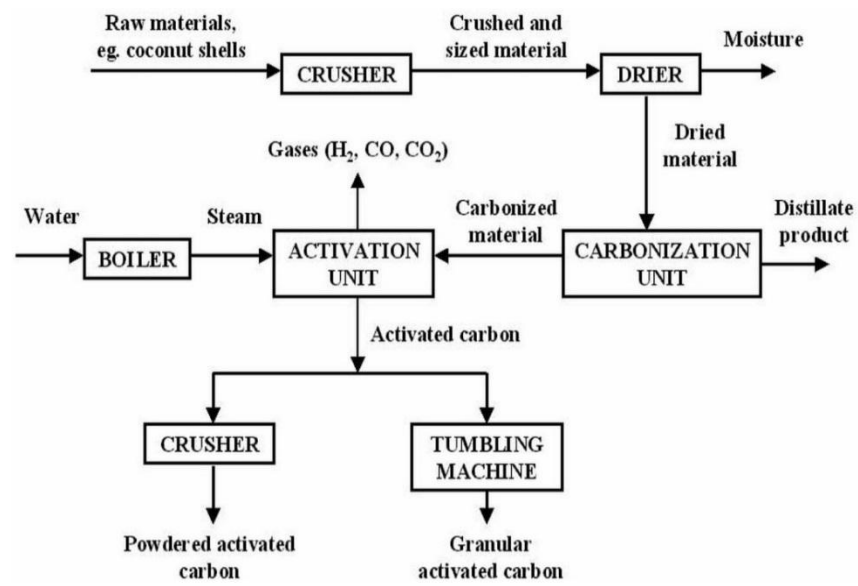 Raw materials,
eg. coconut shells
CRUSHER
Crushed and
sized material
DRIER
Moisture
Dried
material
Gases (H₂, CO, CO₂)
Water
BOILER
Steam
ACTIVATION
UNIT
Carbonized
material
CARBONIZATION
UNIT
Distillate
product
Activated carbon
CRUSHER
TUMBLING
MACHINE
Powdered activated
carbon
Granular
activated carbon